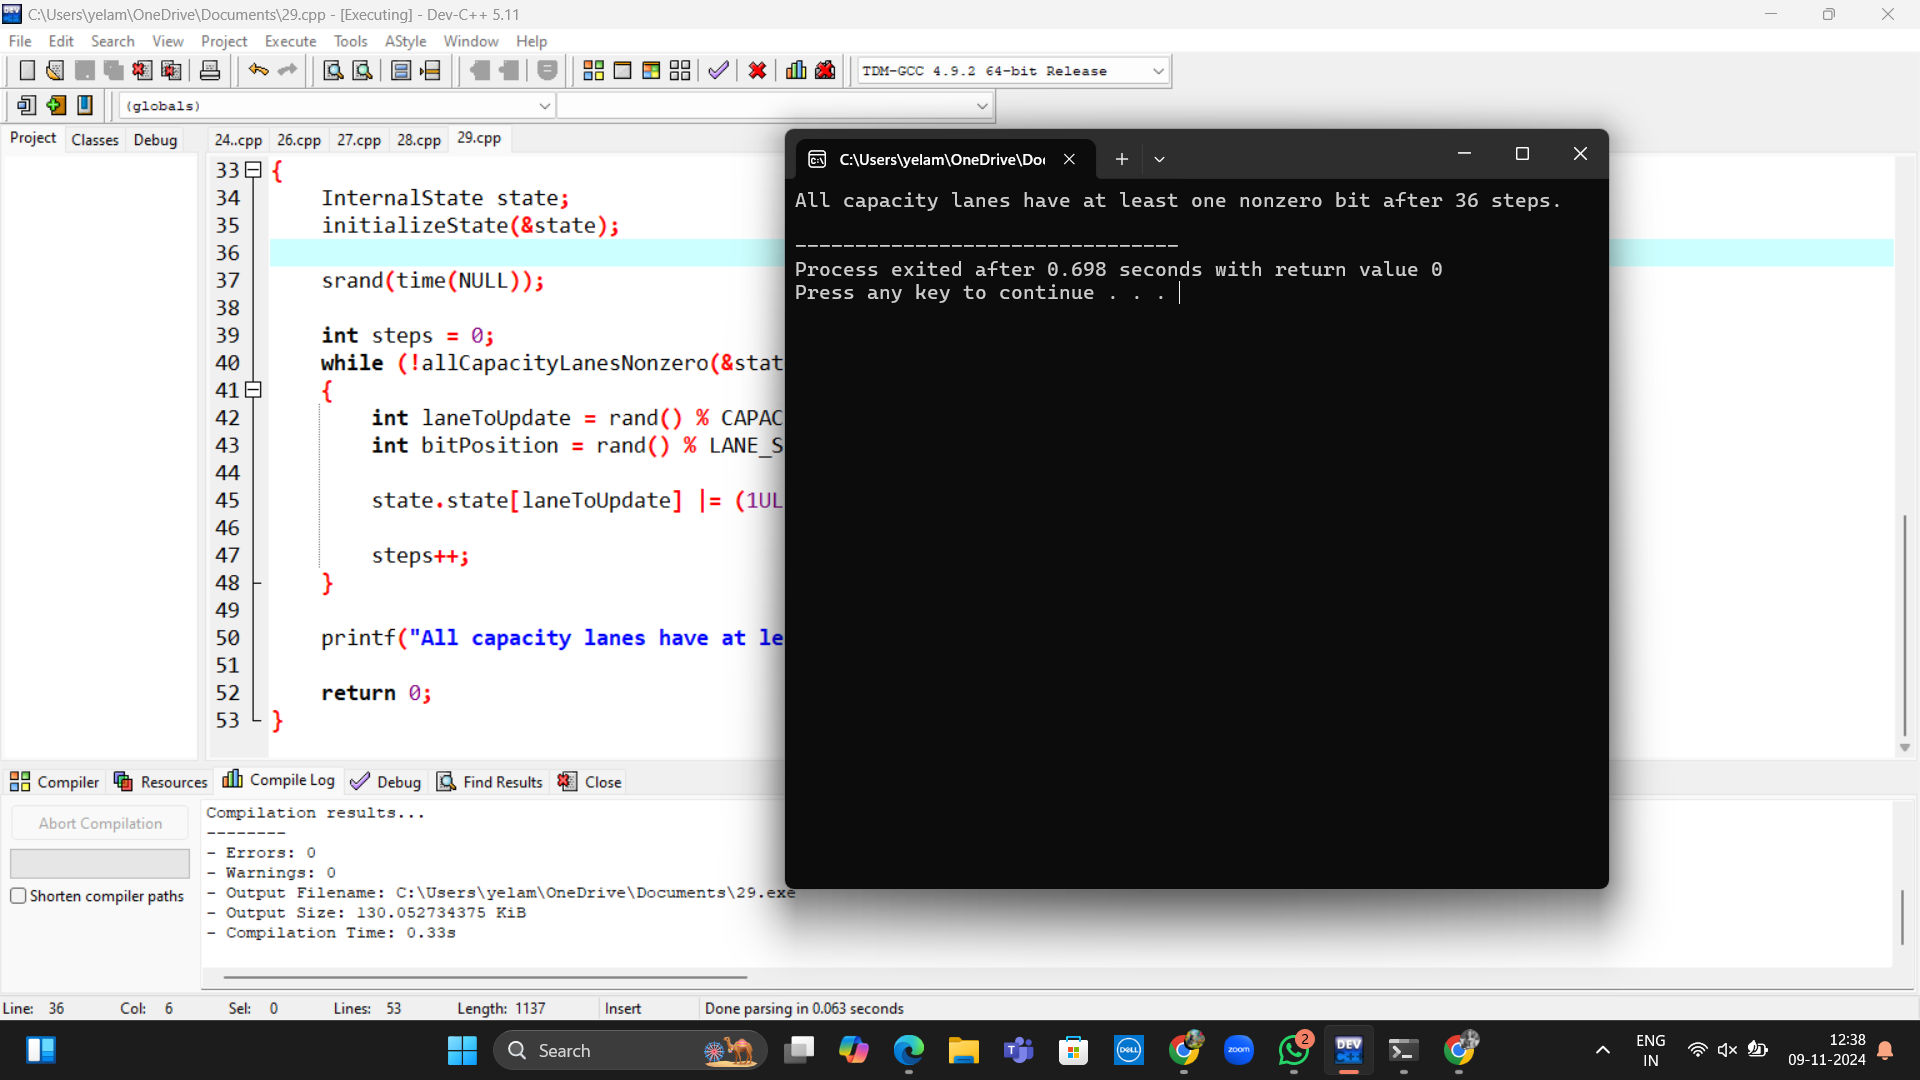 C:\Users\yelam\OneDrive\Documents\29.cpp - [Executing] - Dev-C++ 5.11
File Edit Search View Project Execute Tools AStyle Window Help
TDM-GCC 4.9.2 64-bit Release
(globals)
Project Classes Debug
24..cpp 26.cpp 27.cpp 28.cpp 29.cpp
33 {
34 InternalState state;
35 initializeState(&state);
36
37 srand(time(NULL));
38
39 int steps = 0;
40 while (!allCapacityLanesNonzero(&stat
41 {
42 int laneToUpdate = rand() % CAPAC
43 int bitPosition = rand() % LANE_S
44
45 state.state[laneToUpdate] |= (1UL
46
47 steps++;
48 }
49
50 printf("All capacity lanes have at le
51
52 return 0;
53 }
C:\Users\yelam\OneDrive\Do
All capacity lanes have at least one nonzero bit after 36 steps.
--------------------------------
Process exited after 0.698 seconds with return value 0
Press any key to continue . . .
Compiler Resources Compile Log Debug Find Results Close
Abort Compilation
Shorten compiler paths
Compilation results...
--------
- Errors: 0
- Warnings: 0
- Output Filename: C:\Users\yelam\OneDrive\Documents\29.exe
- Output Size: 130.052734375 KiB
- Compilation Time: 0.33s
Line: 36 Col: 6 Sel: 0 Lines: 53 Length: 1137 Insert Done parsing in 0.063 seconds
Search
DELL
zoom
2
DEV C++
ENG
IN
12:38
09-11-2024